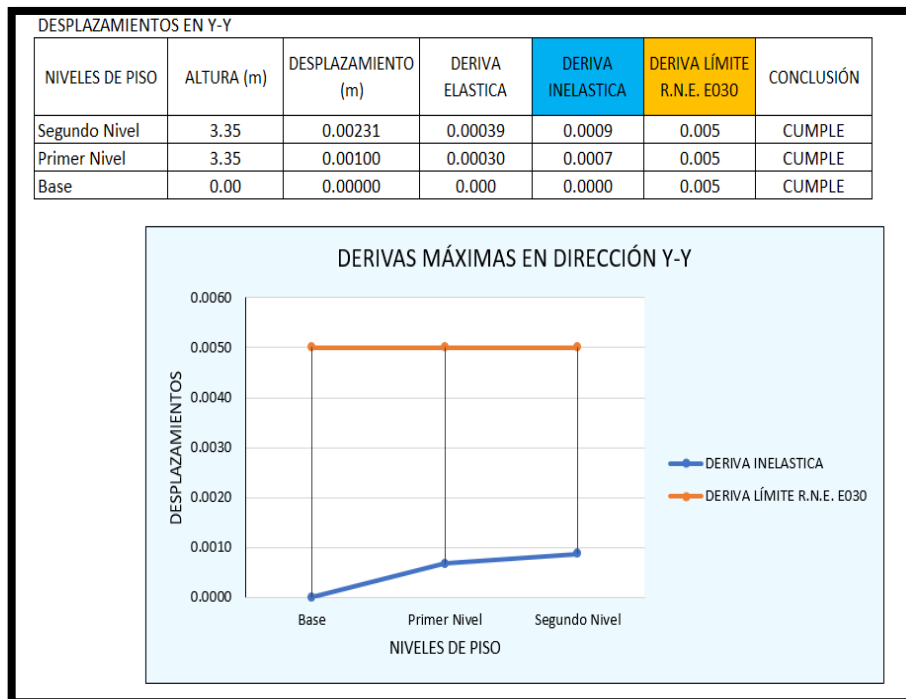 DESPLAZAMIENTOS EN Y-Y
NIVELES DE PISO ALTURA (m) DESPLAZAMIENTO (m) DERIVA ELASTICA DERIVA INELASTICA DERIVA LÍMITE R.N.E. E030 CONCLUSIÓN
Segundo Nivel 3.35 0.00231 0.00039 0.0009 0.005 CUMPLE
Primer Nivel 3.35 0.00100 0.00030 0.0007 0.005 CUMPLE
Base 0.00 0.00000 0.000 0.0000 0.005 CUMPLE
DERIVAS MÁXIMAS EN DIRECCIÓN Y-Y
DESPLAZAMIENTOS
0.0060
0.0050
0.0040
0.0030
0.0020
0.0010
0.0000
Base Primer Nivel Segundo Nivel
NIVELES DE PISO
DERIVA INELASTICA
DERIVA LÍMITE R.N.E. E030